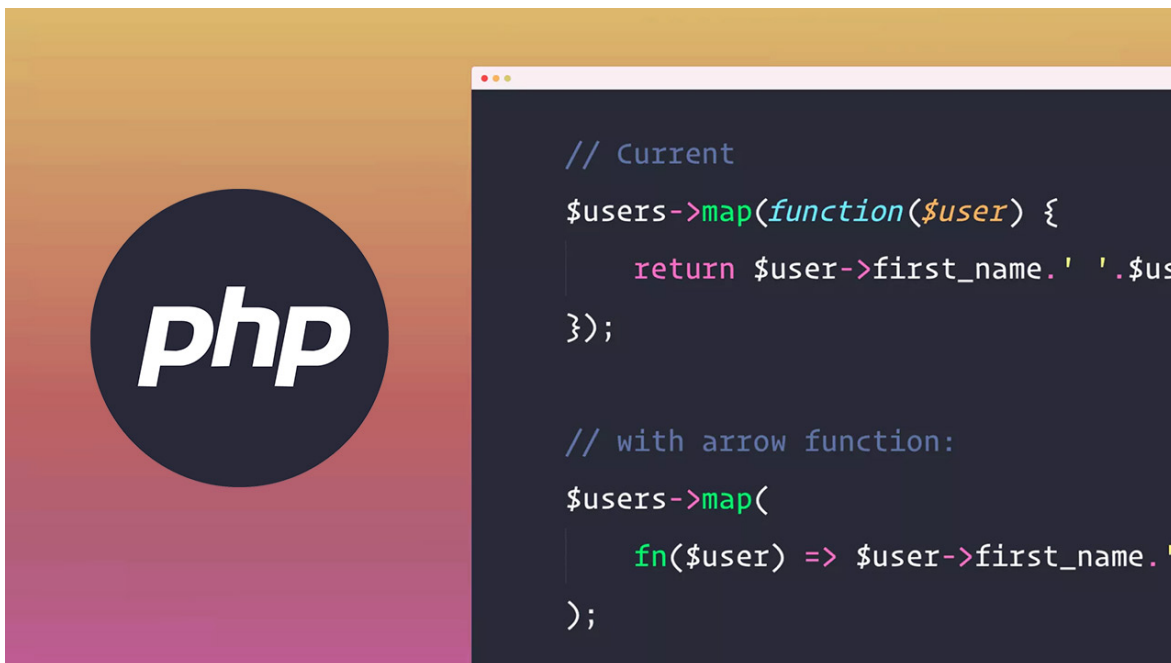 php
// Current
$users->map(function($user) {
return $user->first_name.' '.$us
});
// with arrow function:
$users->map(
fn($user) => $user->first_name.'
);